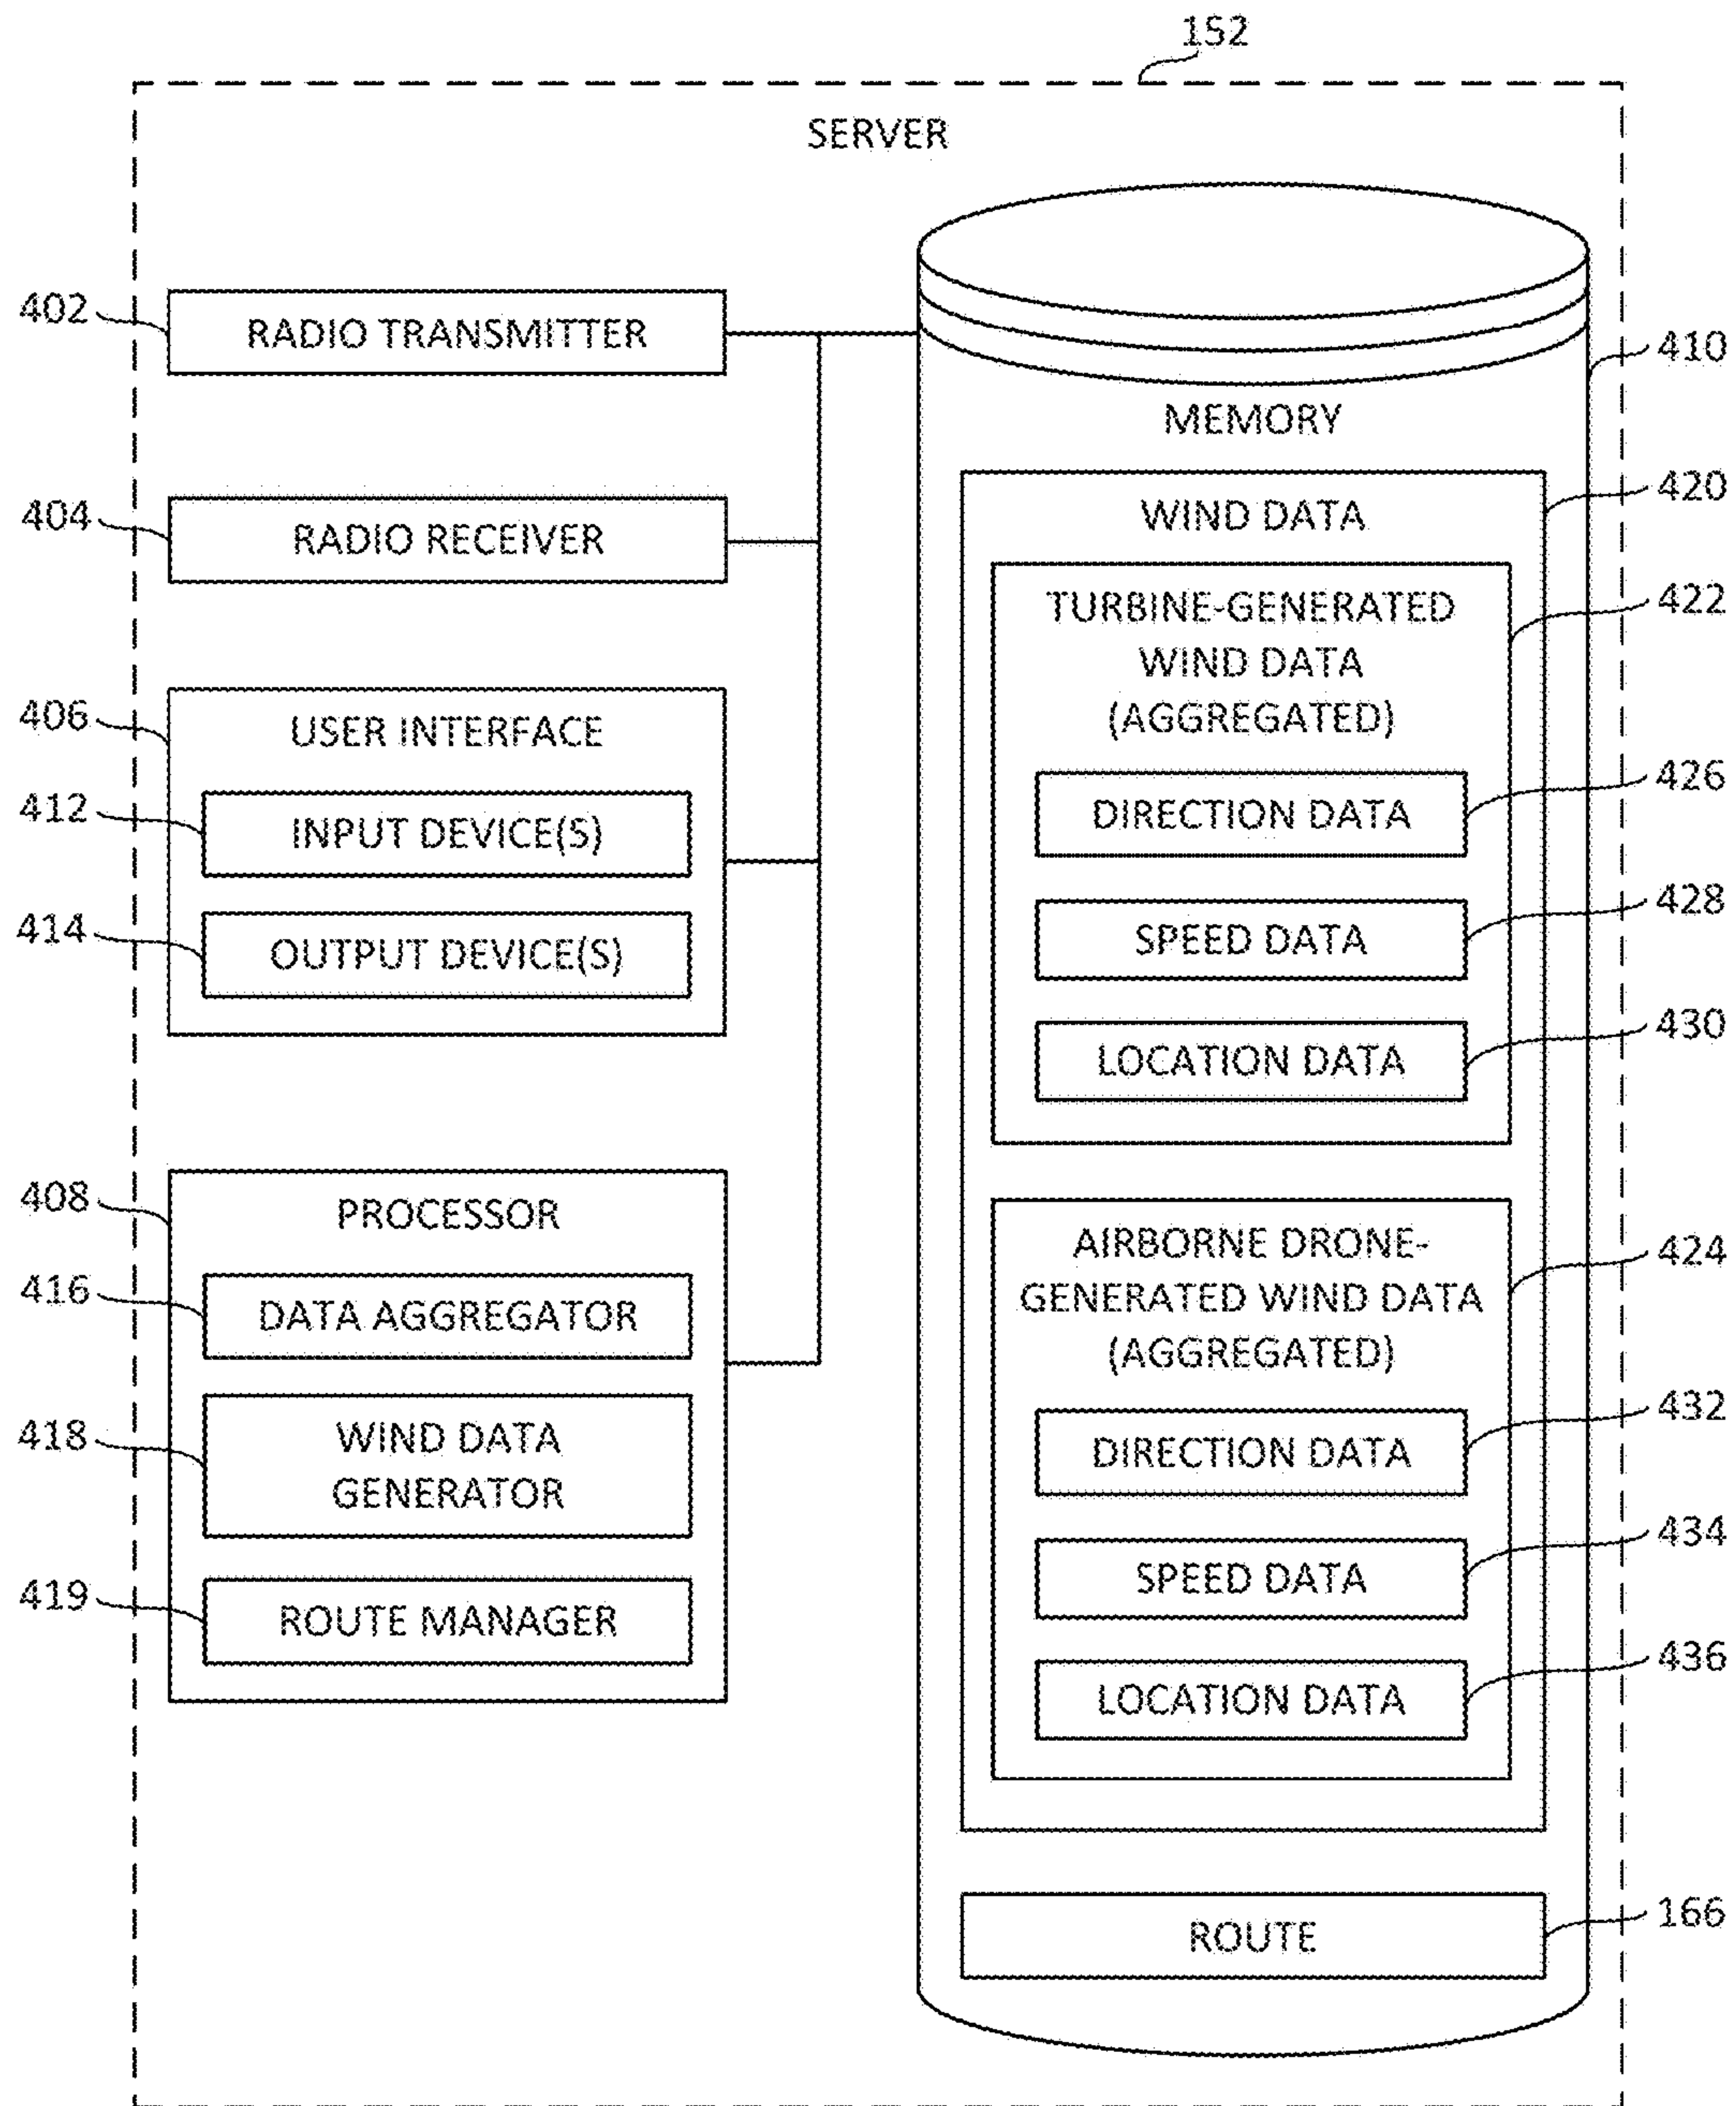 152
SERVER
402
RADIO TRANSMITTER
404
RADIO RECEIVER
406
USER INTERFACE
412
INPUT DEVICE(S)
414
OUTPUT DEVICE(S)
408
PROCESSOR
416
DATA AGGREGATOR
418
WIND DATA
GENERATOR
419
ROUTE MANAGER
410
MEMORY
420
WIND DATA
422
TURBINE-GENERATED
WIND DATA
(AGGREGATED)
426
DIRECTION DATA
428
SPEED DATA
430
LOCATION DATA
424
AIRBORNE DRONE-
GENERATED WIND DATA
(AGGREGATED)
432
DIRECTION DATA
434
SPEED DATA
436
LOCATION DATA
166
ROUTE